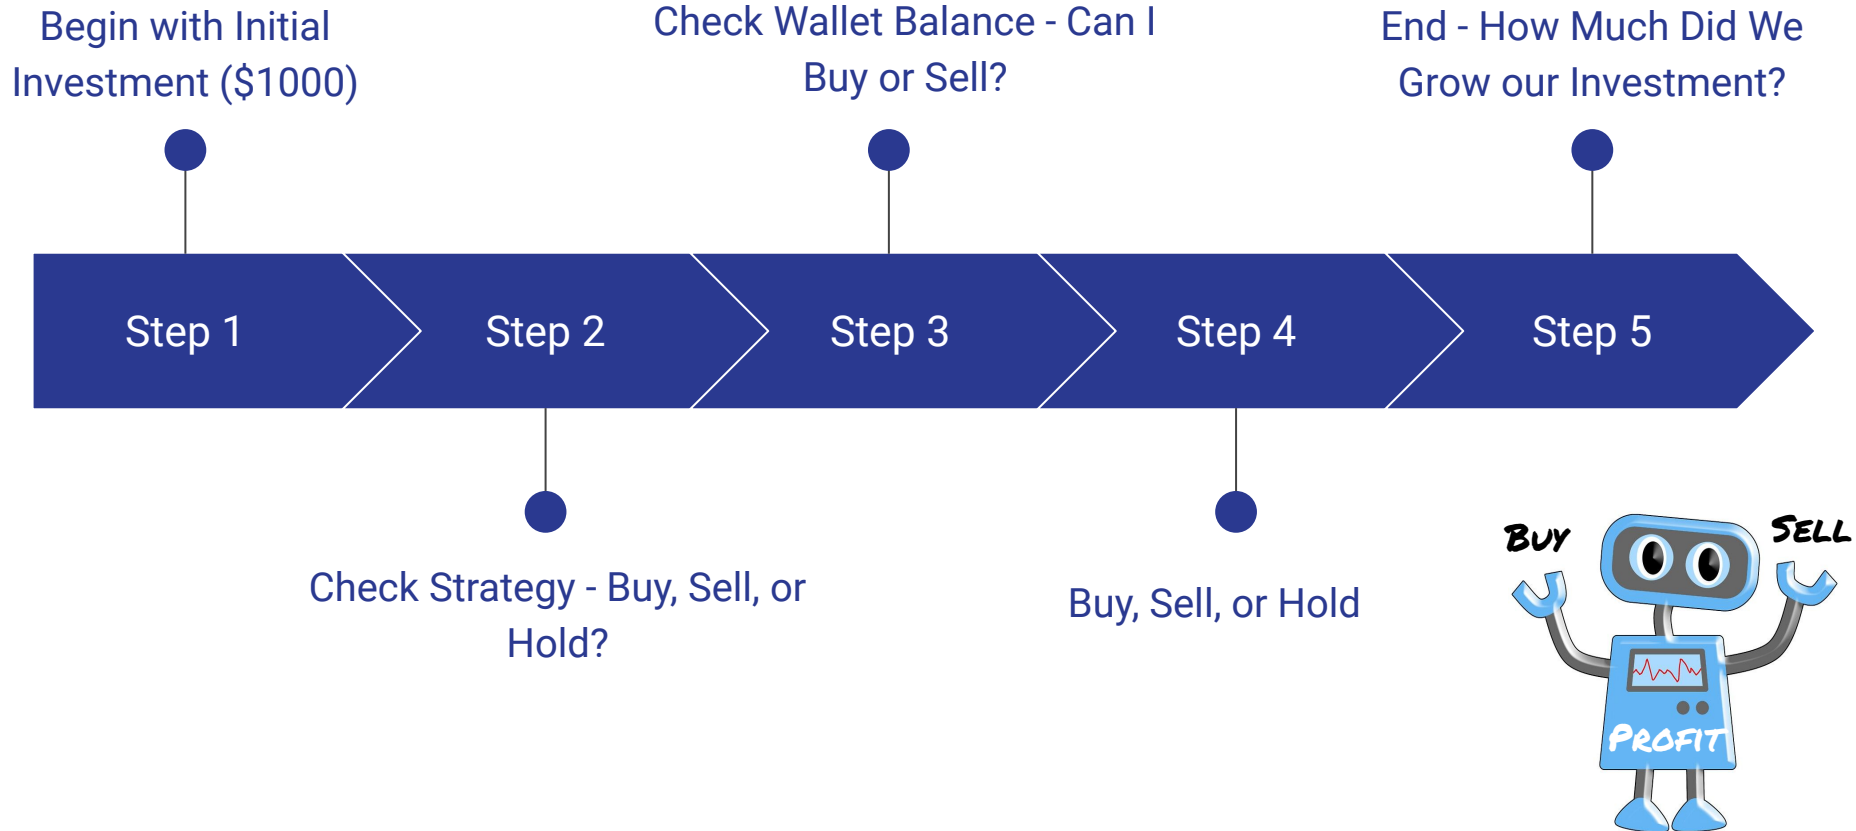 Begin with Initial
Investment ($1000)
Check Wallet Balance - Can I
Buy or Sell?
End - How Much Did We
Grow our Investment?
Step 1
Step 2
Step 3
Step 4
Step 5
Check Strategy - Buy, Sell, or
Hold?
Buy, Sell, or Hold
BUY
SELL
PROFIT